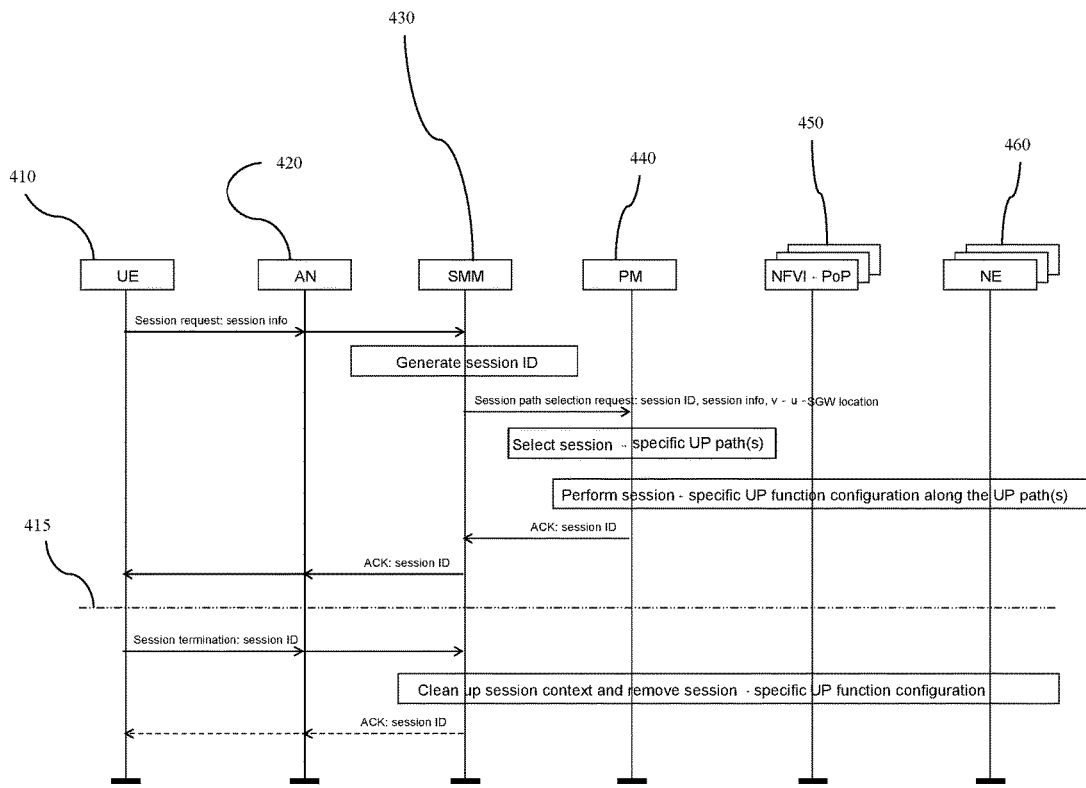 430
450
420
440
460
410
UE
AN
SMM
PM
NFVI - PoP
NE
Session request: session info
Generate session ID
Session path selection request: session ID, session info, v - u - SGW location
Select session - specific UP path(s)
Perform session - specific UP function configuration along the UP path(s)
415
ACK: session ID
ACK: session ID
Session termination: session ID
Clean up session context and remove session - specific UP function configuration
ACK: session ID